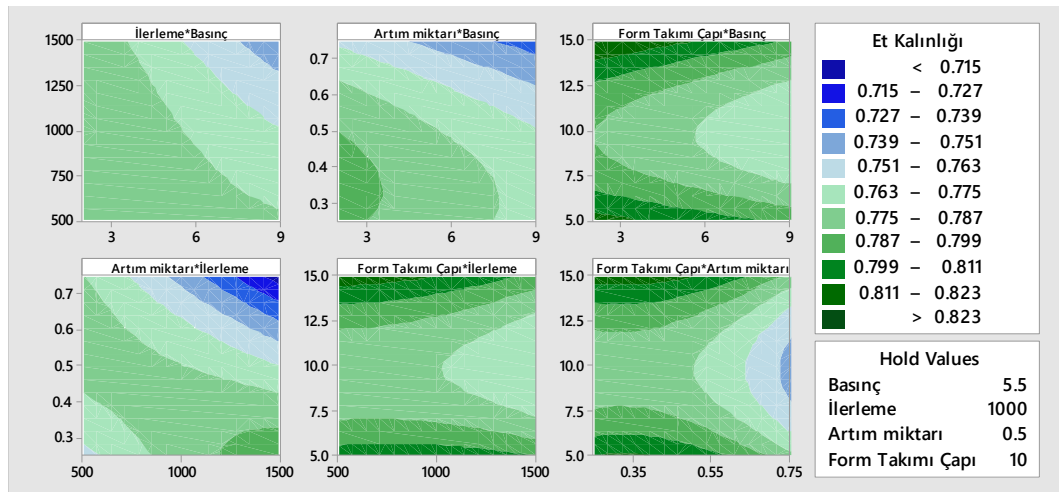 İlerleme*Basınç
1500
1250
1000
750
500
3
6
9
Artım miktarı*Basınç
0.7
0.6
0.5
0.4
0.3
3
6
9
Form Takımı Çapı*Basınç
15.0
12.5
10.0
7.5
5.0
3
6
9
Artım miktarı*İlerleme
0.7
0.6
0.5
0.4
0.3
500
1000
1500
Form Takımı Çapı*İlerleme
15.0
12.5
10.0
7.5
5.0
500
1000
1500
Form Takımı Çapı*Artım miktarı
15.0
12.5
10.0
7.5
5.0
0.35
0.55
0.75
Et Kalınlığı
< 0.715
0.715 – 0.727
0.727 – 0.739
0.739 – 0.751
0.751 – 0.763
0.763 – 0.775
0.775 – 0.787
0.787 – 0.799
0.799 – 0.811
0.811 – 0.823
> 0.823
Hold Values
Basınç 5.5
İlerleme 1000
Artım miktarı 0.5
Form Takımı Çapı 10